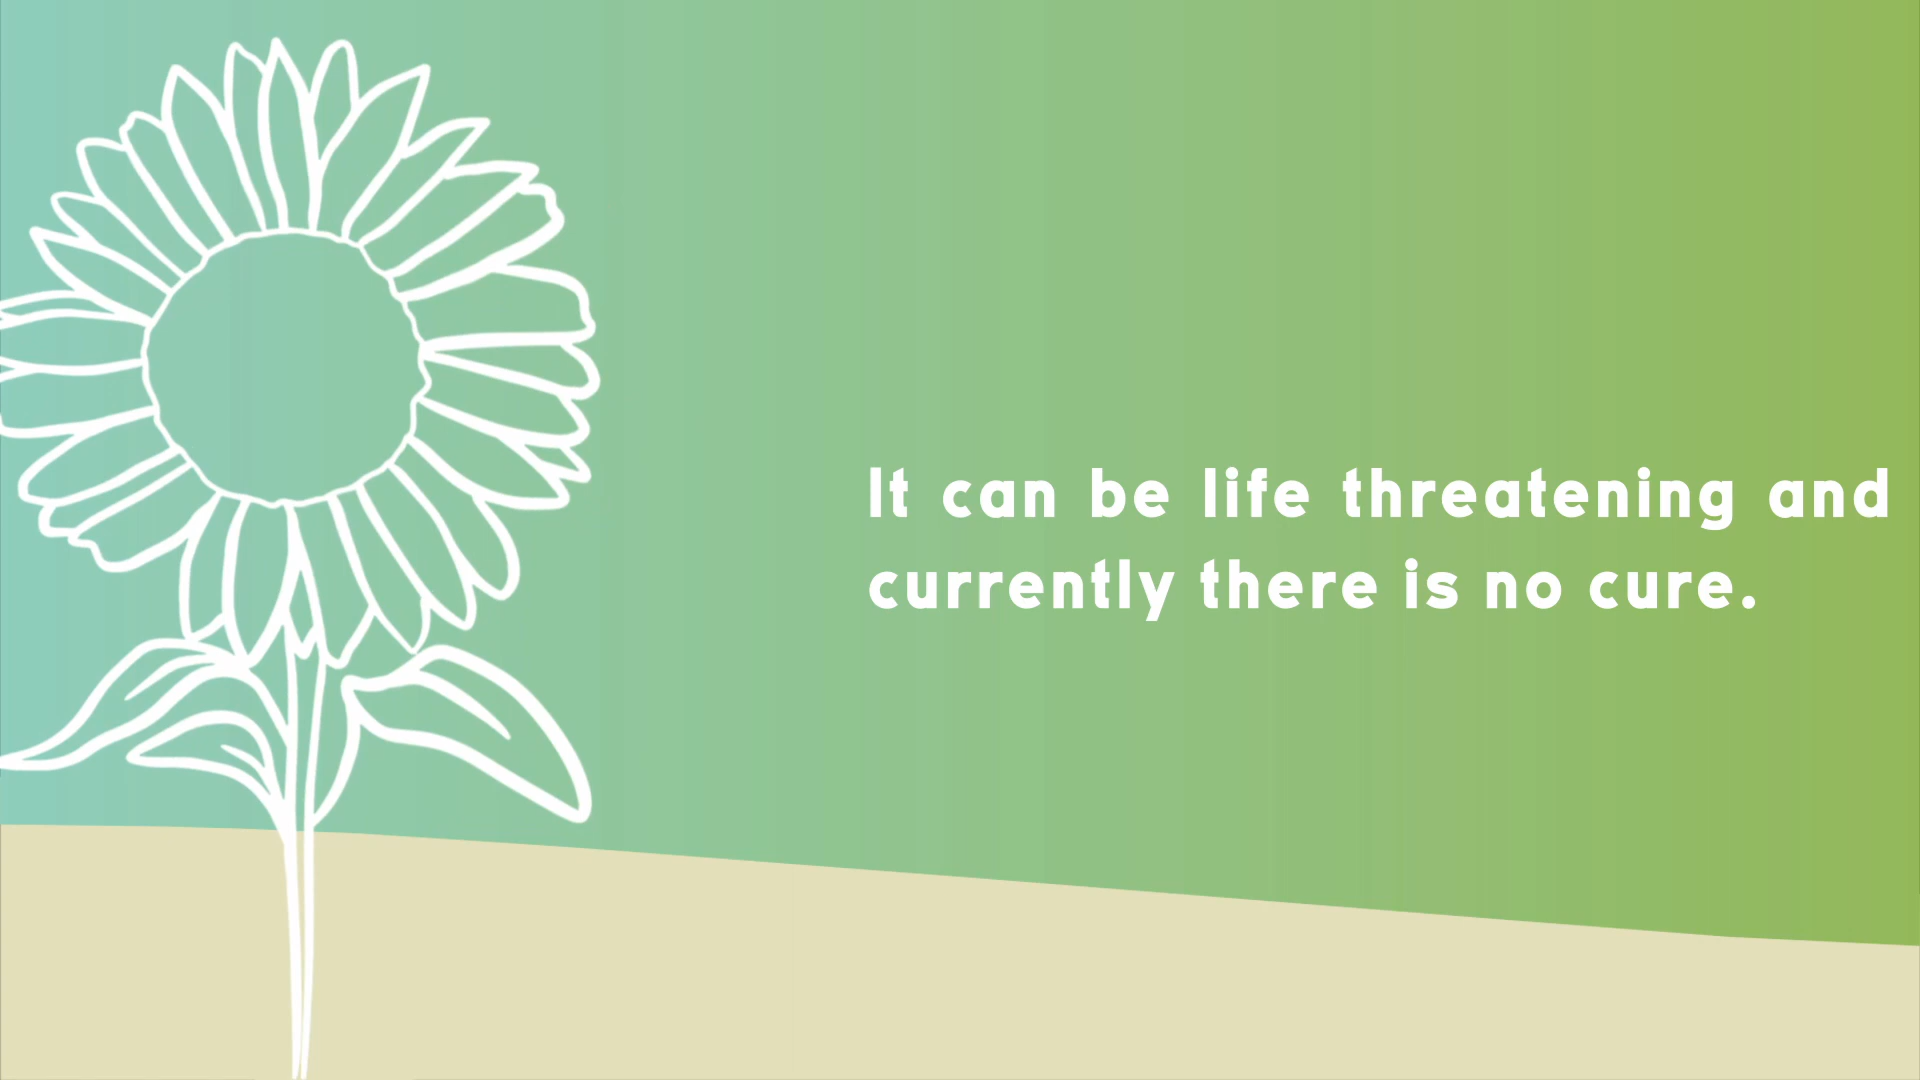 It can be life threatening and
currently there is no cure.